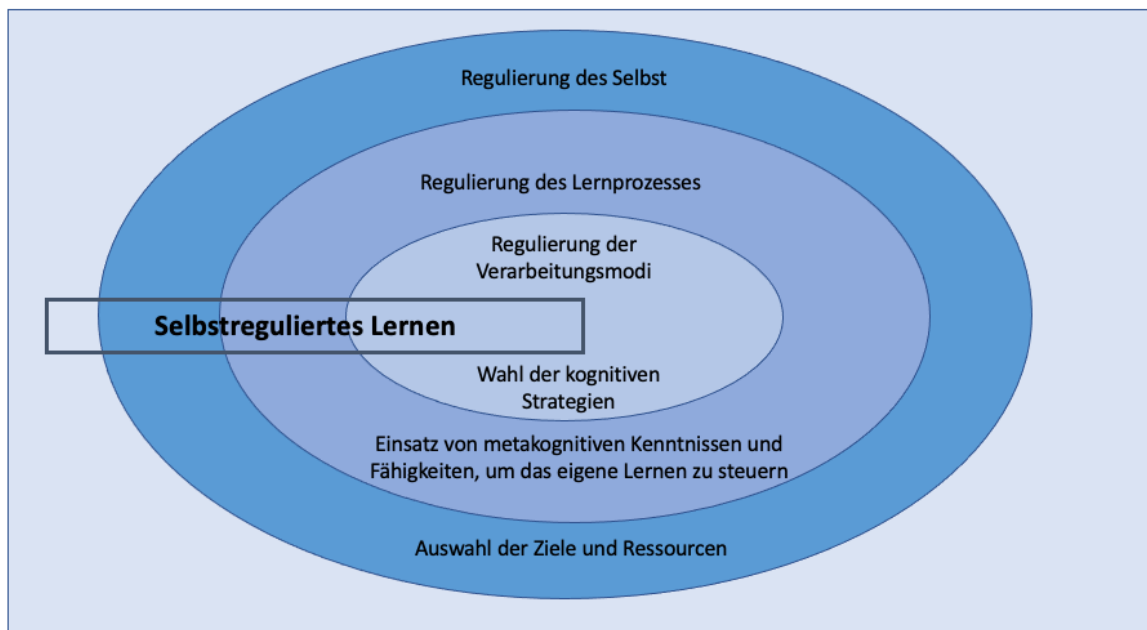 Regulierung des Selbst
Regulierung des Lernprozesses
Regulierung der
Verarbeitungsmodi
Selbstreguliertes Lernen
Wahl der kognitiven
Strategien
Einsatz von metakognitiven Kenntnissen und
Fähigkeiten, um das eigene Lernen zu steuern
Auswahl der Ziele und Ressourcen